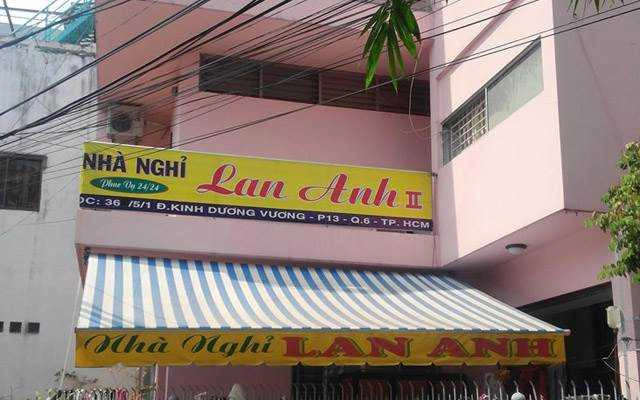 NHÀ NGHỈ
Lan Anh II
Phục Vụ 24/24
ĐC: 36 /5/1 Đ.KINH DƯƠNG VƯƠNG - P13 - Q.6 - TP. HCM
Nhà Nghỉ LAN ANH